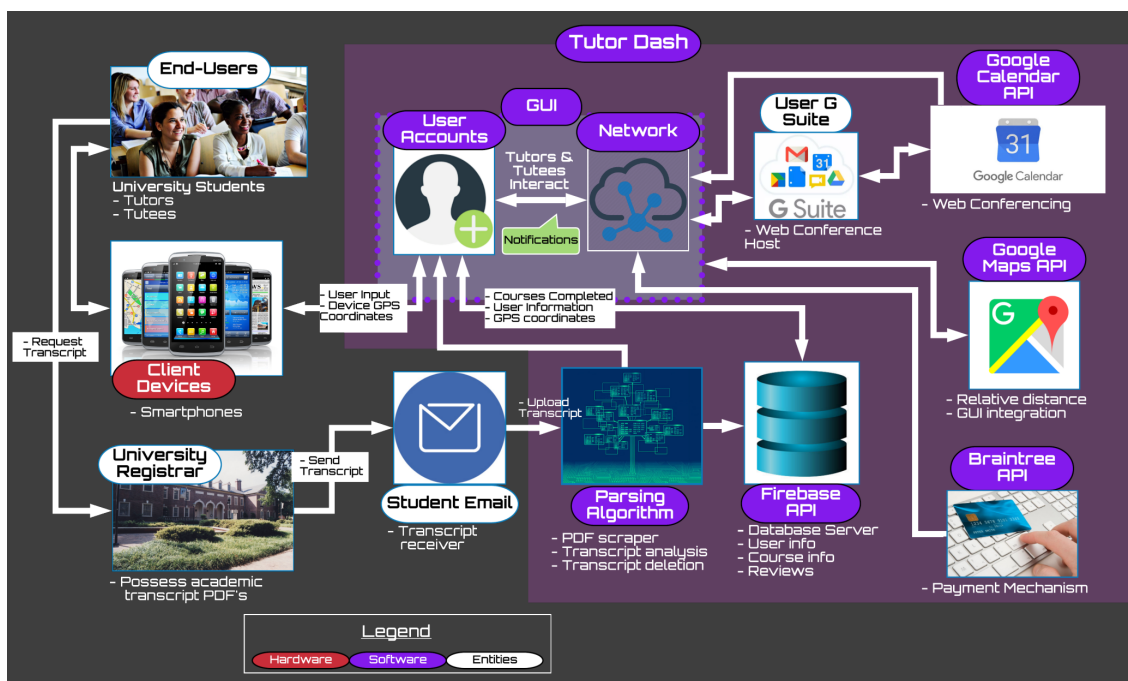 Tutor Dash
End-Users
University Students
- Tutors
- Tutees
Client
Devices
- Smartphones
- Request
Transcript
University
Registrar
- Possess academic
transcript PDF's
- Send
Transcript
Student Email
- Transcript
receiver
- Upload
Transcript
GUI
User
Accounts
Tutors &
Tutees
Interact
Notifications
Network
- User Input
- Device GPS
Coordinates
- Courses Completed
- User Information
- GPS coordinates
Parsing
Algorithm
- PDF scraper
- Transcript analysis
- Transcript deletion
Firebase
API
- Database Server
- User info
- Course info
- Reviews
User G
Suite
31
G Suite
- Web Conference
Host
Google
Calendar
API
31
Google Calendar
- Web Conferencing
Google
Maps API
G
- Relative distance
- GUI integration
Braintree
API
- Payment Mechanism
Legend
Hardware
Software
Entities